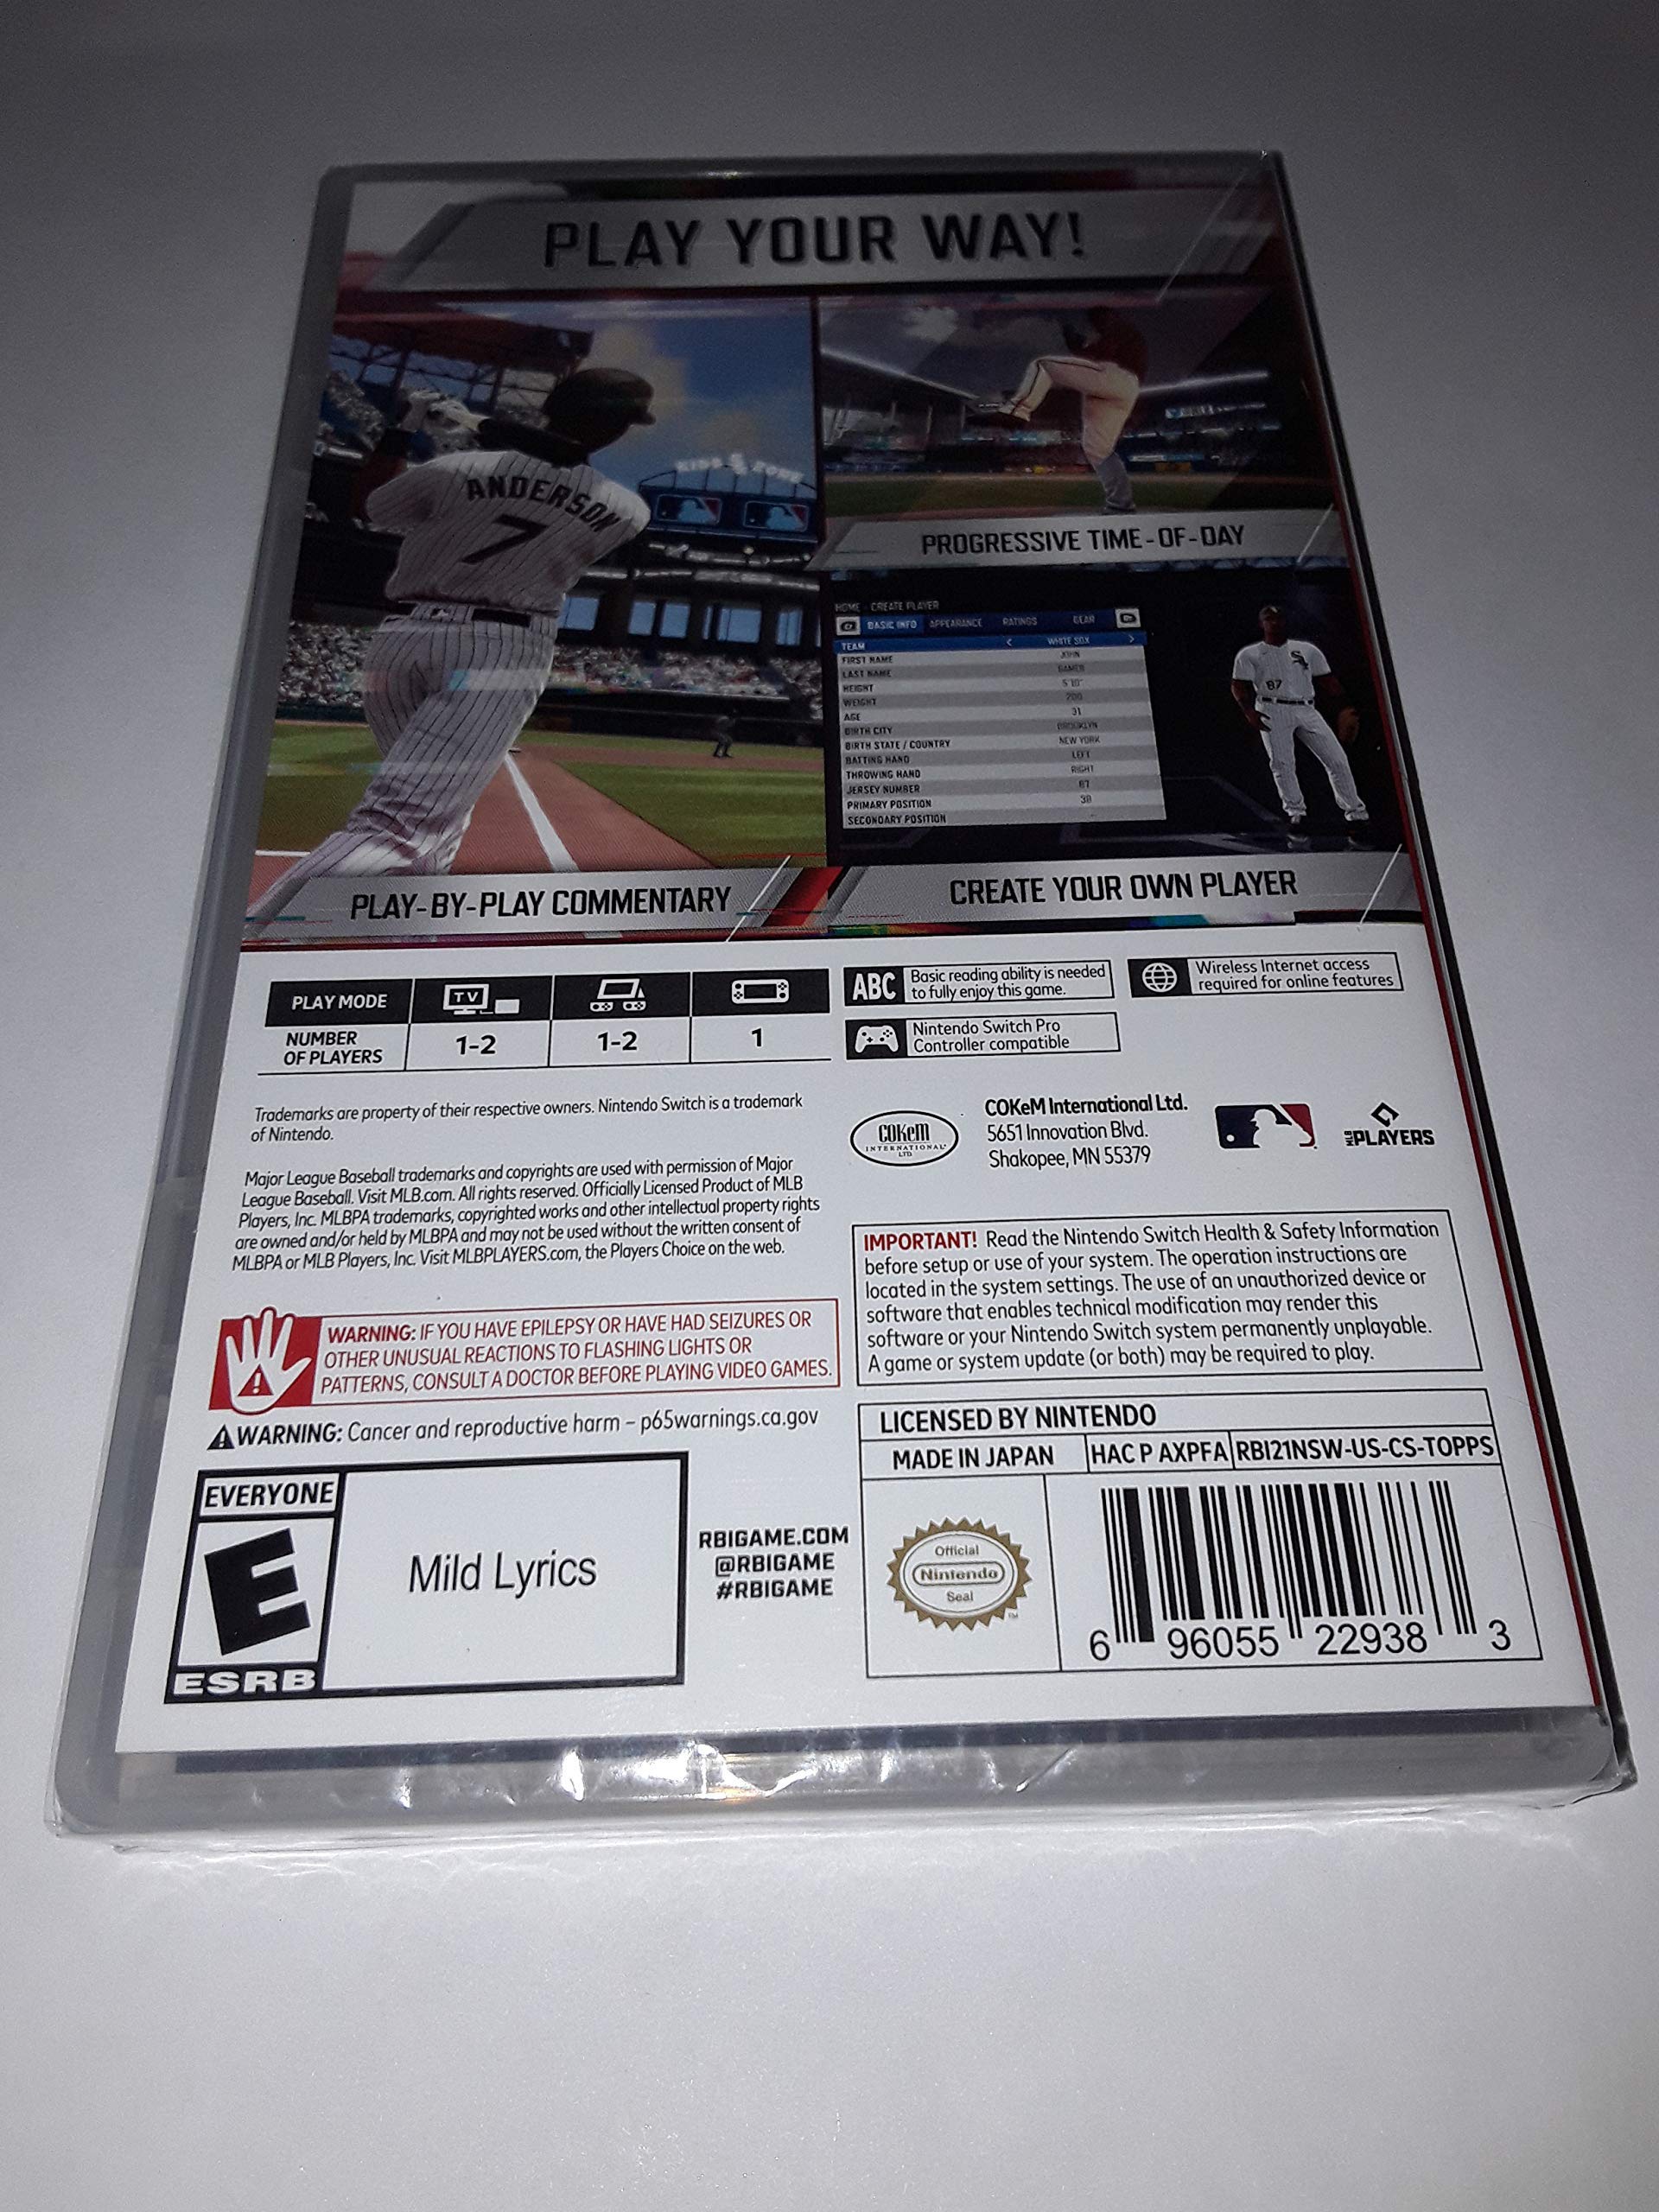 PLAY YOUR WAY!
ANDERSON
7
PROGRESSIVE TIME-OF-DAY
HOME - CREATE PLAYER
BASIC INFO APPEARANCE RATINGS GEAR
TEAM < WHITE SOX >
FIRST NAME JOHN
LAST NAME GAMER
HEIGHT 5'10"
WEIGHT 200
AGE 31
BIRTH CITY BROOKLYN
BIRTH STATE / COUNTRY NEW YORK
BATTING HAND LEFT
THROWING HAND RIGHT
JERSEY NUMBER 87
PRIMARY POSITION 3B
SECONDARY POSITION
87
PLAY-BY-PLAY COMMENTARY
CREATE YOUR OWN PLAYER
PLAY MODE TV
NUMBER
OF PLAYERS
1-2 1-2 1
ABC Basic reading ability is needed
to fully enjoy this game.
Wireless Internet access
required for online features
Nintendo Switch Pro
Controller compatible
Trademarks are property of their respective owners. Nintendo Switch is a trademark
of Nintendo.
COKeM
INTERNATIONAL
LTD
COKeM International Ltd.
5651 Innovation Blvd.
Shakopee, MN 55379
MLB PLAYERS
Major League Baseball trademarks and copyrights are used with permission of Major
League Baseball. Visit MLB.com. All rights reserved. Officially Licensed Product of MLB
Players, Inc. MLBPA trademarks, copyrighted works and other intellectual property rights
are owned and/or held by MLBPA and may not be used without the written consent of
MLBPA or MLB Players, Inc. Visit MLBPLAYERS.com, the Players Choice on the web.
IMPORTANT! Read the Nintendo Switch Health & Safety Information
before setup or use of your system. The operation instructions are
located in the system settings. The use of an unauthorized device or
software that enables technical modification may render this
software or your Nintendo Switch system permanently unplayable.
A game or system update (or both) may be required to play.
WARNING: IF YOU HAVE EPILEPSY OR HAVE HAD SEIZURES OR
OTHER UNUSUAL REACTIONS TO FLASHING LIGHTS OR
PATTERNS, CONSULT A DOCTOR BEFORE PLAYING VIDEO GAMES.
WARNING: Cancer and reproductive harm – p65warnings.ca.gov
LICENSED BY NINTENDO
MADE IN JAPAN HAC P AXPFA RBI21NSW-US-CS-TOPPS
EVERYONE
E
ESRB
Mild Lyrics
RBIGAME.COM
@RBIGAME
#RBIGAME
Official
Nintendo
Seal
TM
6 96055 22938 3